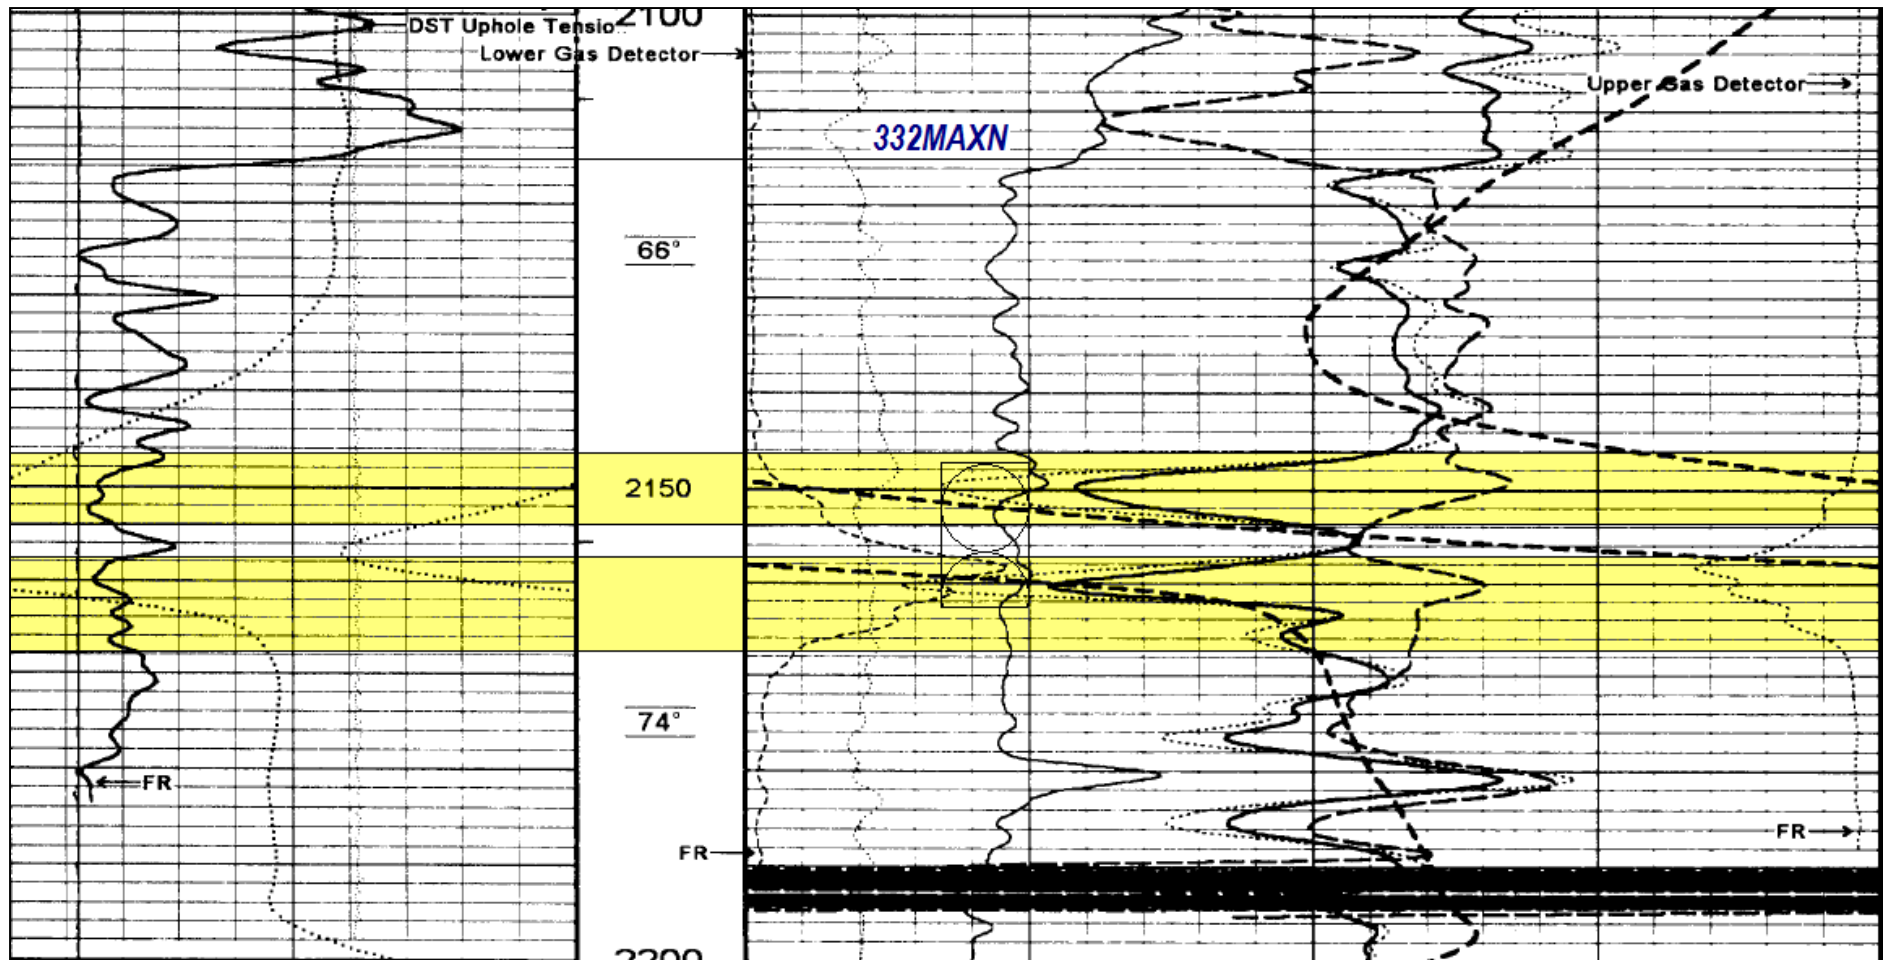 2100
DST Uphole Tensio
Lower Gas Detector
Upper Gas Detector
332MAXN
66°
2150
74°
FR
FR
FR
2200